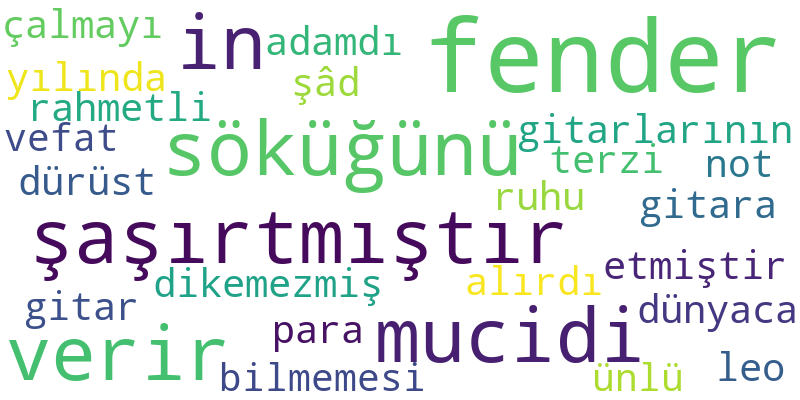 çalmayı in adamdı fender
yılında şâd
rahmetli
vefat söküğünü gitarlarının
dürüst terzi not
ruhu gitara
şaşırtmıştır
dikemezmiş alırdı etmiştir
gitar dünyaca
verir para mucidi
bilmemesi ünlü leo